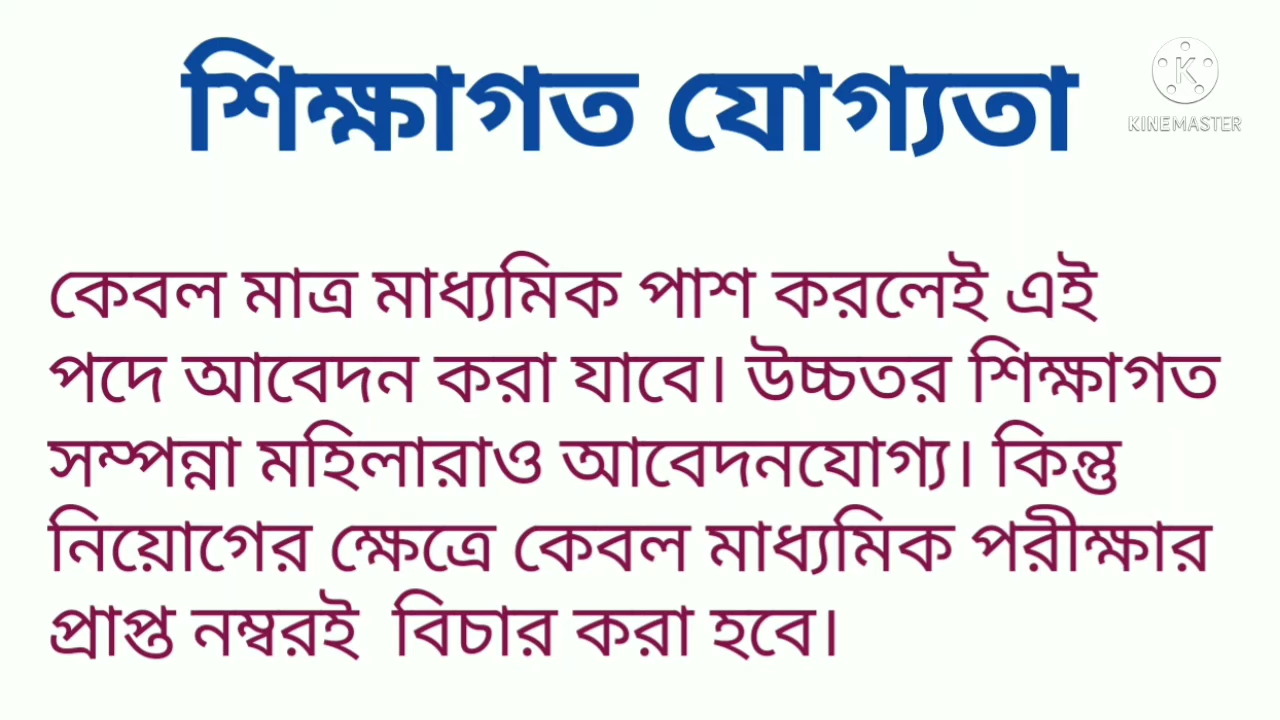 শিক্ষাগত যোগ্যতা
KINEMASTER
কেবল মাত্র মাধ্যমিক পাশ করলেই এই
পদে আবেদন করা যাবে। উচ্চতর শিক্ষাগত
সম্পন্না মহিলারাও আবেদনযোগ্য। কিন্তু
নিয়োগের ক্ষেত্রে কেবল মাধ্যমিক পরীক্ষার
প্রাপ্ত নম্বরই বিচার করা হবে।